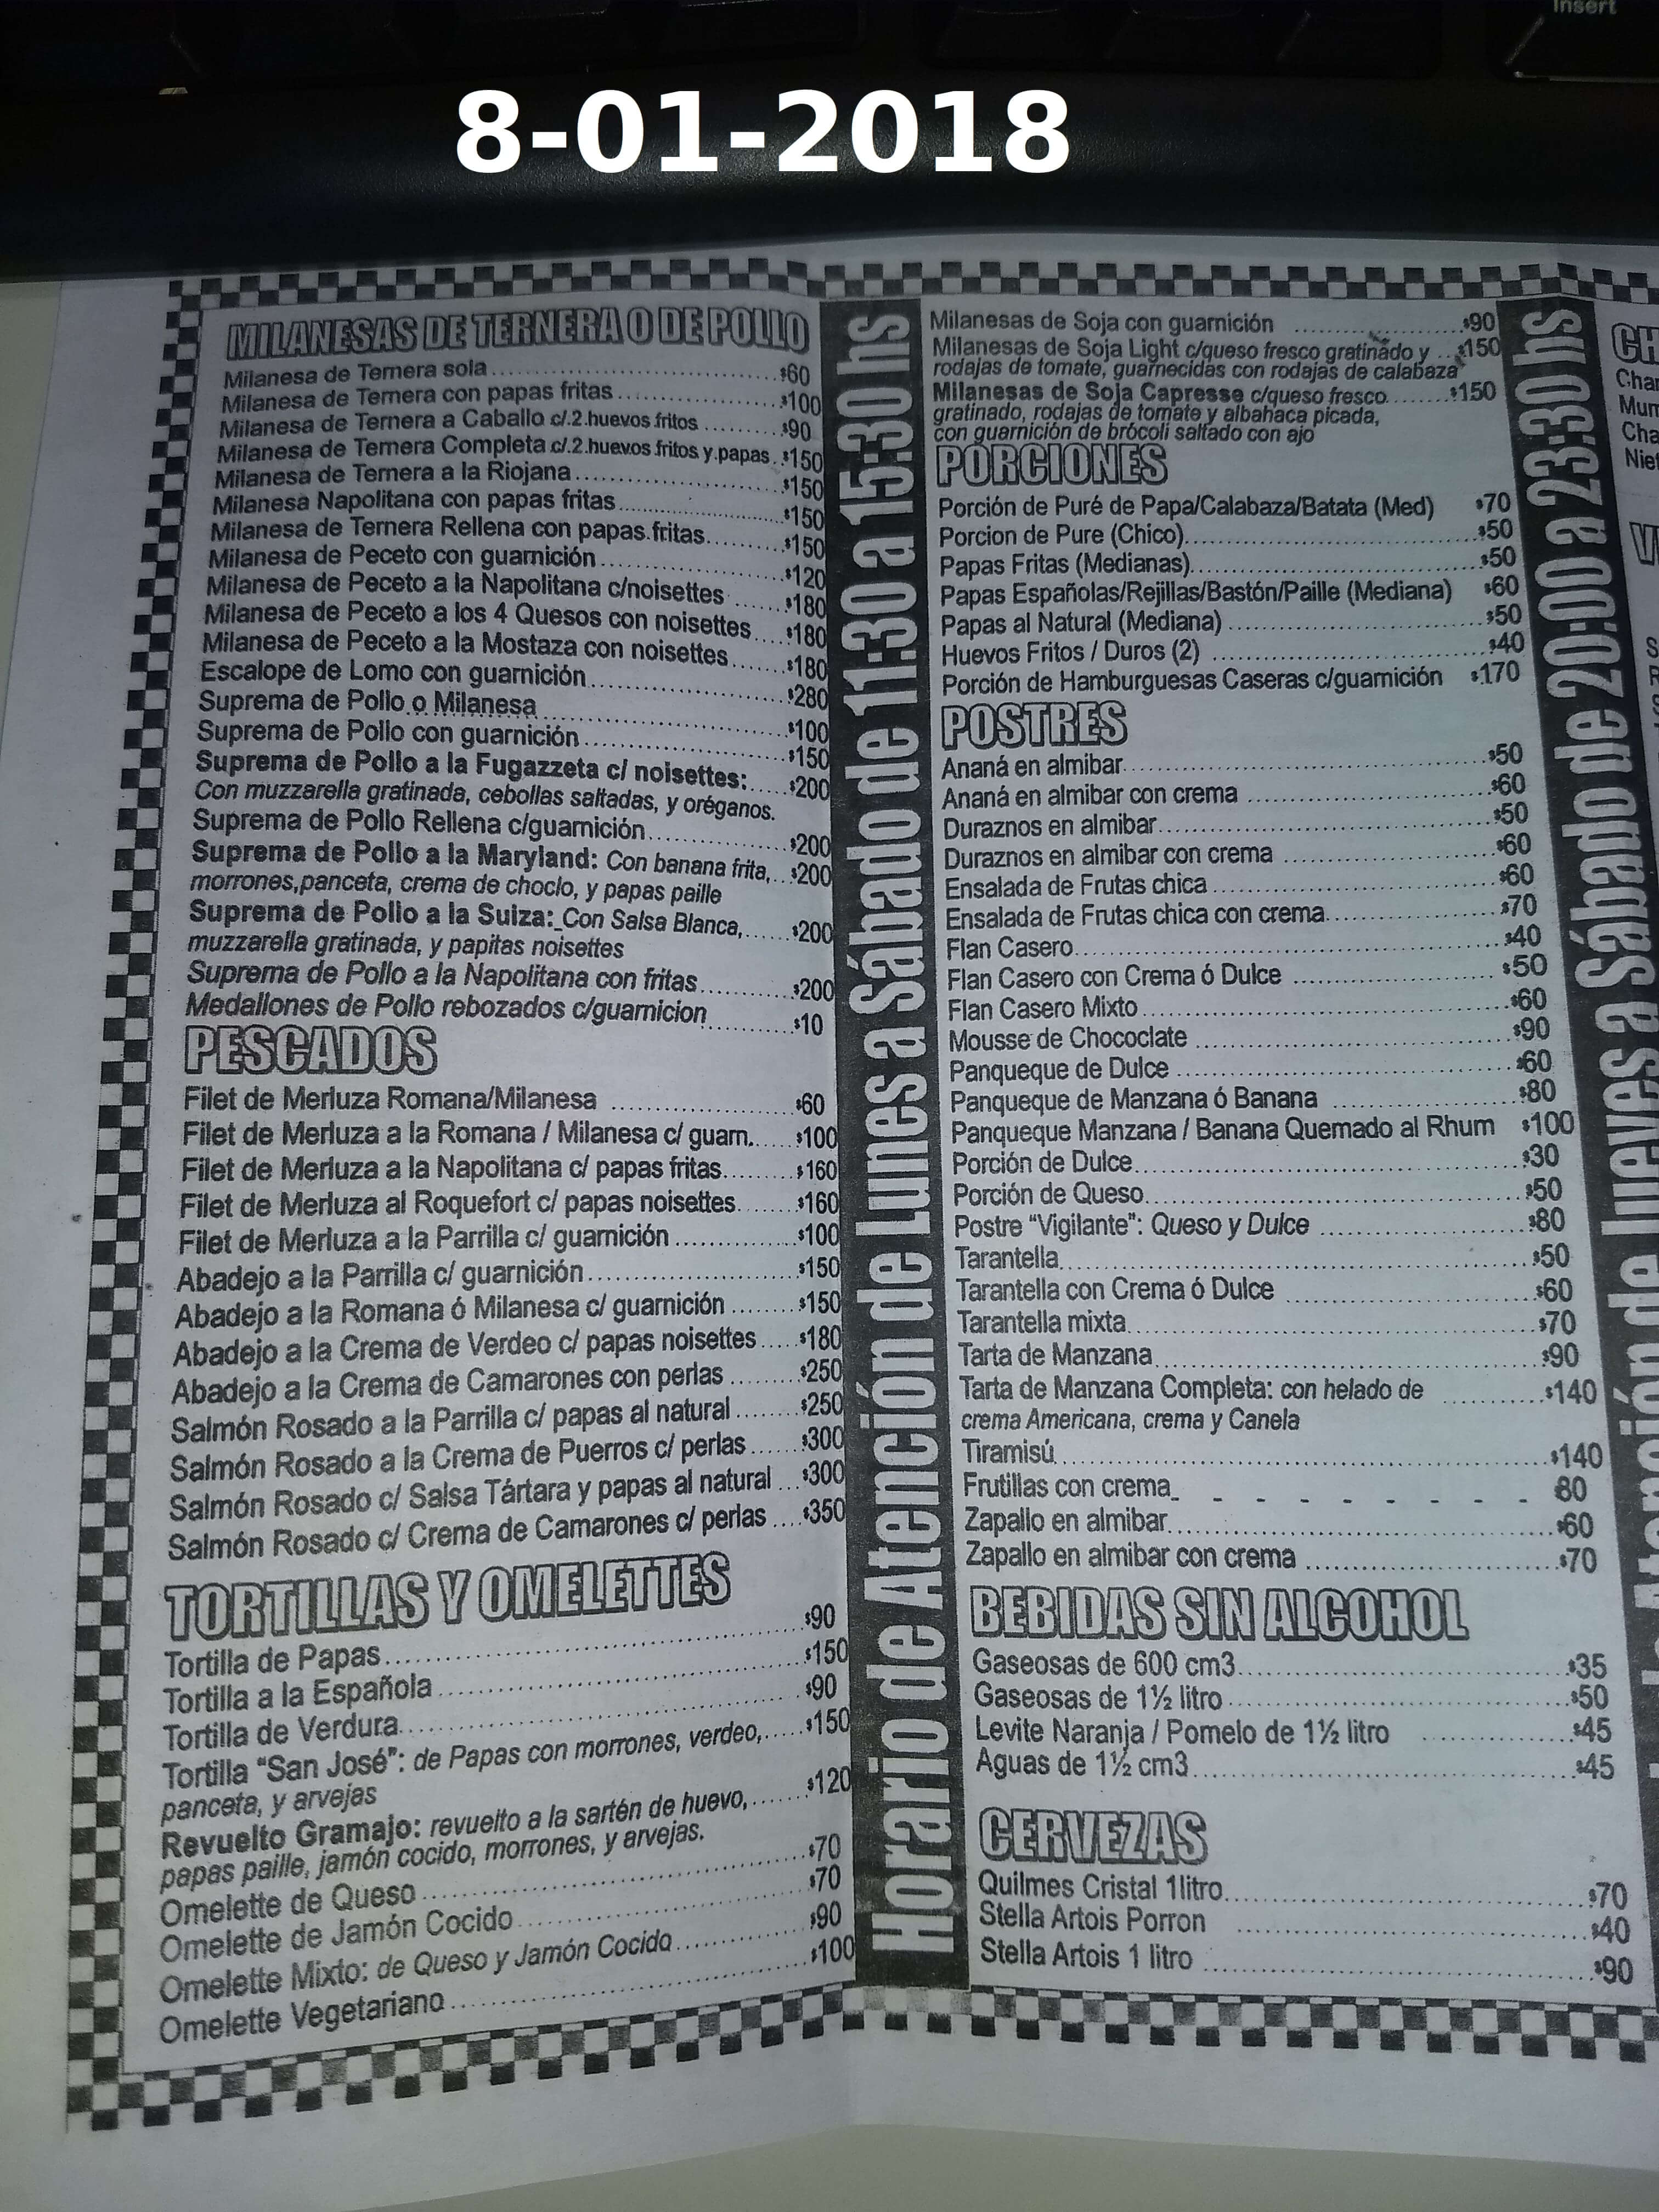 Insert
8-01-2018
MILANESAS DE TERNERA O DE POLLO
Milanesa de Ternera sola $60
Milanesa de Ternera con papas fritas $100
Milanesa de Ternera a Caballo c/.2.huevos fritos $90
Milanesa de Ternera Completa c/.2.huevos fritos y papas $150
Milanesa de Ternera a la Riojana $150
Milanesa Napolitana con papas fritas $150
Milanesa de Ternera Rellena con papas fritas $150
Milanesa de Peceto con guarnición $120
Milanesa de Peceto a la Napolitana c/noisettes $180
Milanesa de Peceto a los 4 Quesos con noisettes $180
Milanesa de Peceto a la Mostaza con noisettes $180
Escalope de Lomo con guarnición $280
Suprema de Pollo o Milanesa $100
Suprema de Pollo con guarnición $150
Suprema de Pollo a la Fugazzeta c/ noisettes: $200
Con muzzarella gratinada, cebollas saltadas, y oréganos.
Suprema de Pollo Rellena c/guarnición $200
Suprema de Pollo a la Maryland: Con banana frita, $200
morrones,panceta, crema de choclo, y papas paille
Suprema de Pollo a la Suiza: Con Salsa Blanca, $200
muzzarella gratinada, y papitas noisettes
Suprema de Pollo a la Napolitana con fritas $200
Medallones de Pollo rebozados c/guarnicion $10
PESCADOS
Filet de Merluza Romana/Milanesa $60
Filet de Merluza a la Romana / Milanesa c/ guarn. $100
Filet de Merluza a la Napolitana c/ papas fritas $160
Filet de Merluza al Roquefort c/ papas noisettes $160
Filet de Merluza a la Parrilla c/ guarnición $100
Abadejo a la Parrilla c/ guarnición $150
Abadejo a la Romana ó Milanesa c/ guarnición $150
Abadejo a la Crema de Verdeo c/ papas noisettes $180
Abadejo a la Crema de Camarones con perlas $250
Salmón Rosado a la Parrilla c/ papas al natural $250
Salmón Rosado a la Crema de Puerros c/ perlas $300
Salmón Rosado c/ Salsa Tártara y papas al natural $300
Salmón Rosado c/ Crema de Camarones c/ perlas $350
TORTILLAS Y OMELETTES
Tortilla de Papas $90
Tortilla a la Española $150
Tortilla de Verdura $90
Tortilla "San José": de Papas con morrones, verdeo, $150
panceta, y arvejas
Revuelto Gramajo: revuelto a la sartén de huevo, $120
papas paille, jamón cocido, morrones, y arvejas.
Omelette de Queso $70
Omelette de Jamón Cocido $70
Omelette Mixto: de Queso y Jamón Cocido $90
Omelette Vegetariano $100
Horario de Atención de Lunes a Sábado de 11:30 a 15:30 hs
Milanesas de Soja con guarnición $90
Milanesas de Soja Light c/queso fresco gratinado y $150
rodajas de tomate, guarnecidas con rodajas de calabaza
Milanesas de Soja Capresse c/queso fresco $150
gratinado, rodajas de tomate y albahaca picada,
con guarnición de brócoli saltado con ajo
PORCIONES
Porción de Puré de Papa/Calabaza/Batata (Med) $70
Porcion de Pure (Chico) $50
Papas Fritas (Medianas) $50
Papas Españolas/Rejillas/Bastón/Paille (Mediana) $60
Papas al Natural (Mediana) $50
Huevos Fritos / Duros (2) $40
Porción de Hamburguesas Caseras c/guarnición $170
POSTRES
Ananá en almibar $50
Ananá en almibar con crema $60
Duraznos en almibar $50
Duraznos en almibar con crema $60
Ensalada de Frutas chica $60
Ensalada de Frutas chica con crema $70
Flan Casero $40
Flan Casero con Crema ó Dulce $50
Flan Casero Mixto $60
Mousse de Chococlate $90
Panqueque de Dulce $60
Panqueque de Manzana ó Banana $80
Panqueque Manzana / Banana Quemado al Rhum $100
Porción de Dulce $30
Porción de Queso $50
Postre "Vigilante": Queso y Dulce $80
Tarantella $50
Tarantella con Crema ó Dulce $60
Tarantella mixta $70
Tarta de Manzana $90
Tarta de Manzana Completa: con helado de $140
crema Americana, crema y Canela
Tiramisú $140
Frutillas con crema 80
Zapallo en almibar $60
Zapallo en almibar con crema $70
BEBIDAS SIN ALCOHOL
Gaseosas de 600 cm3 $35
Gaseosas de 1½ litro $50
Levite Naranja / Pomelo de 1½ litro $45
Aguas de 1½ cm3 $45
CERVEZAS
Quilmes Cristal 1litro $70
Stella Artois Porron $40
Stella Artois 1 litro $90
Atención de Jueves a Sábado de 20:00 a 23:30 hs